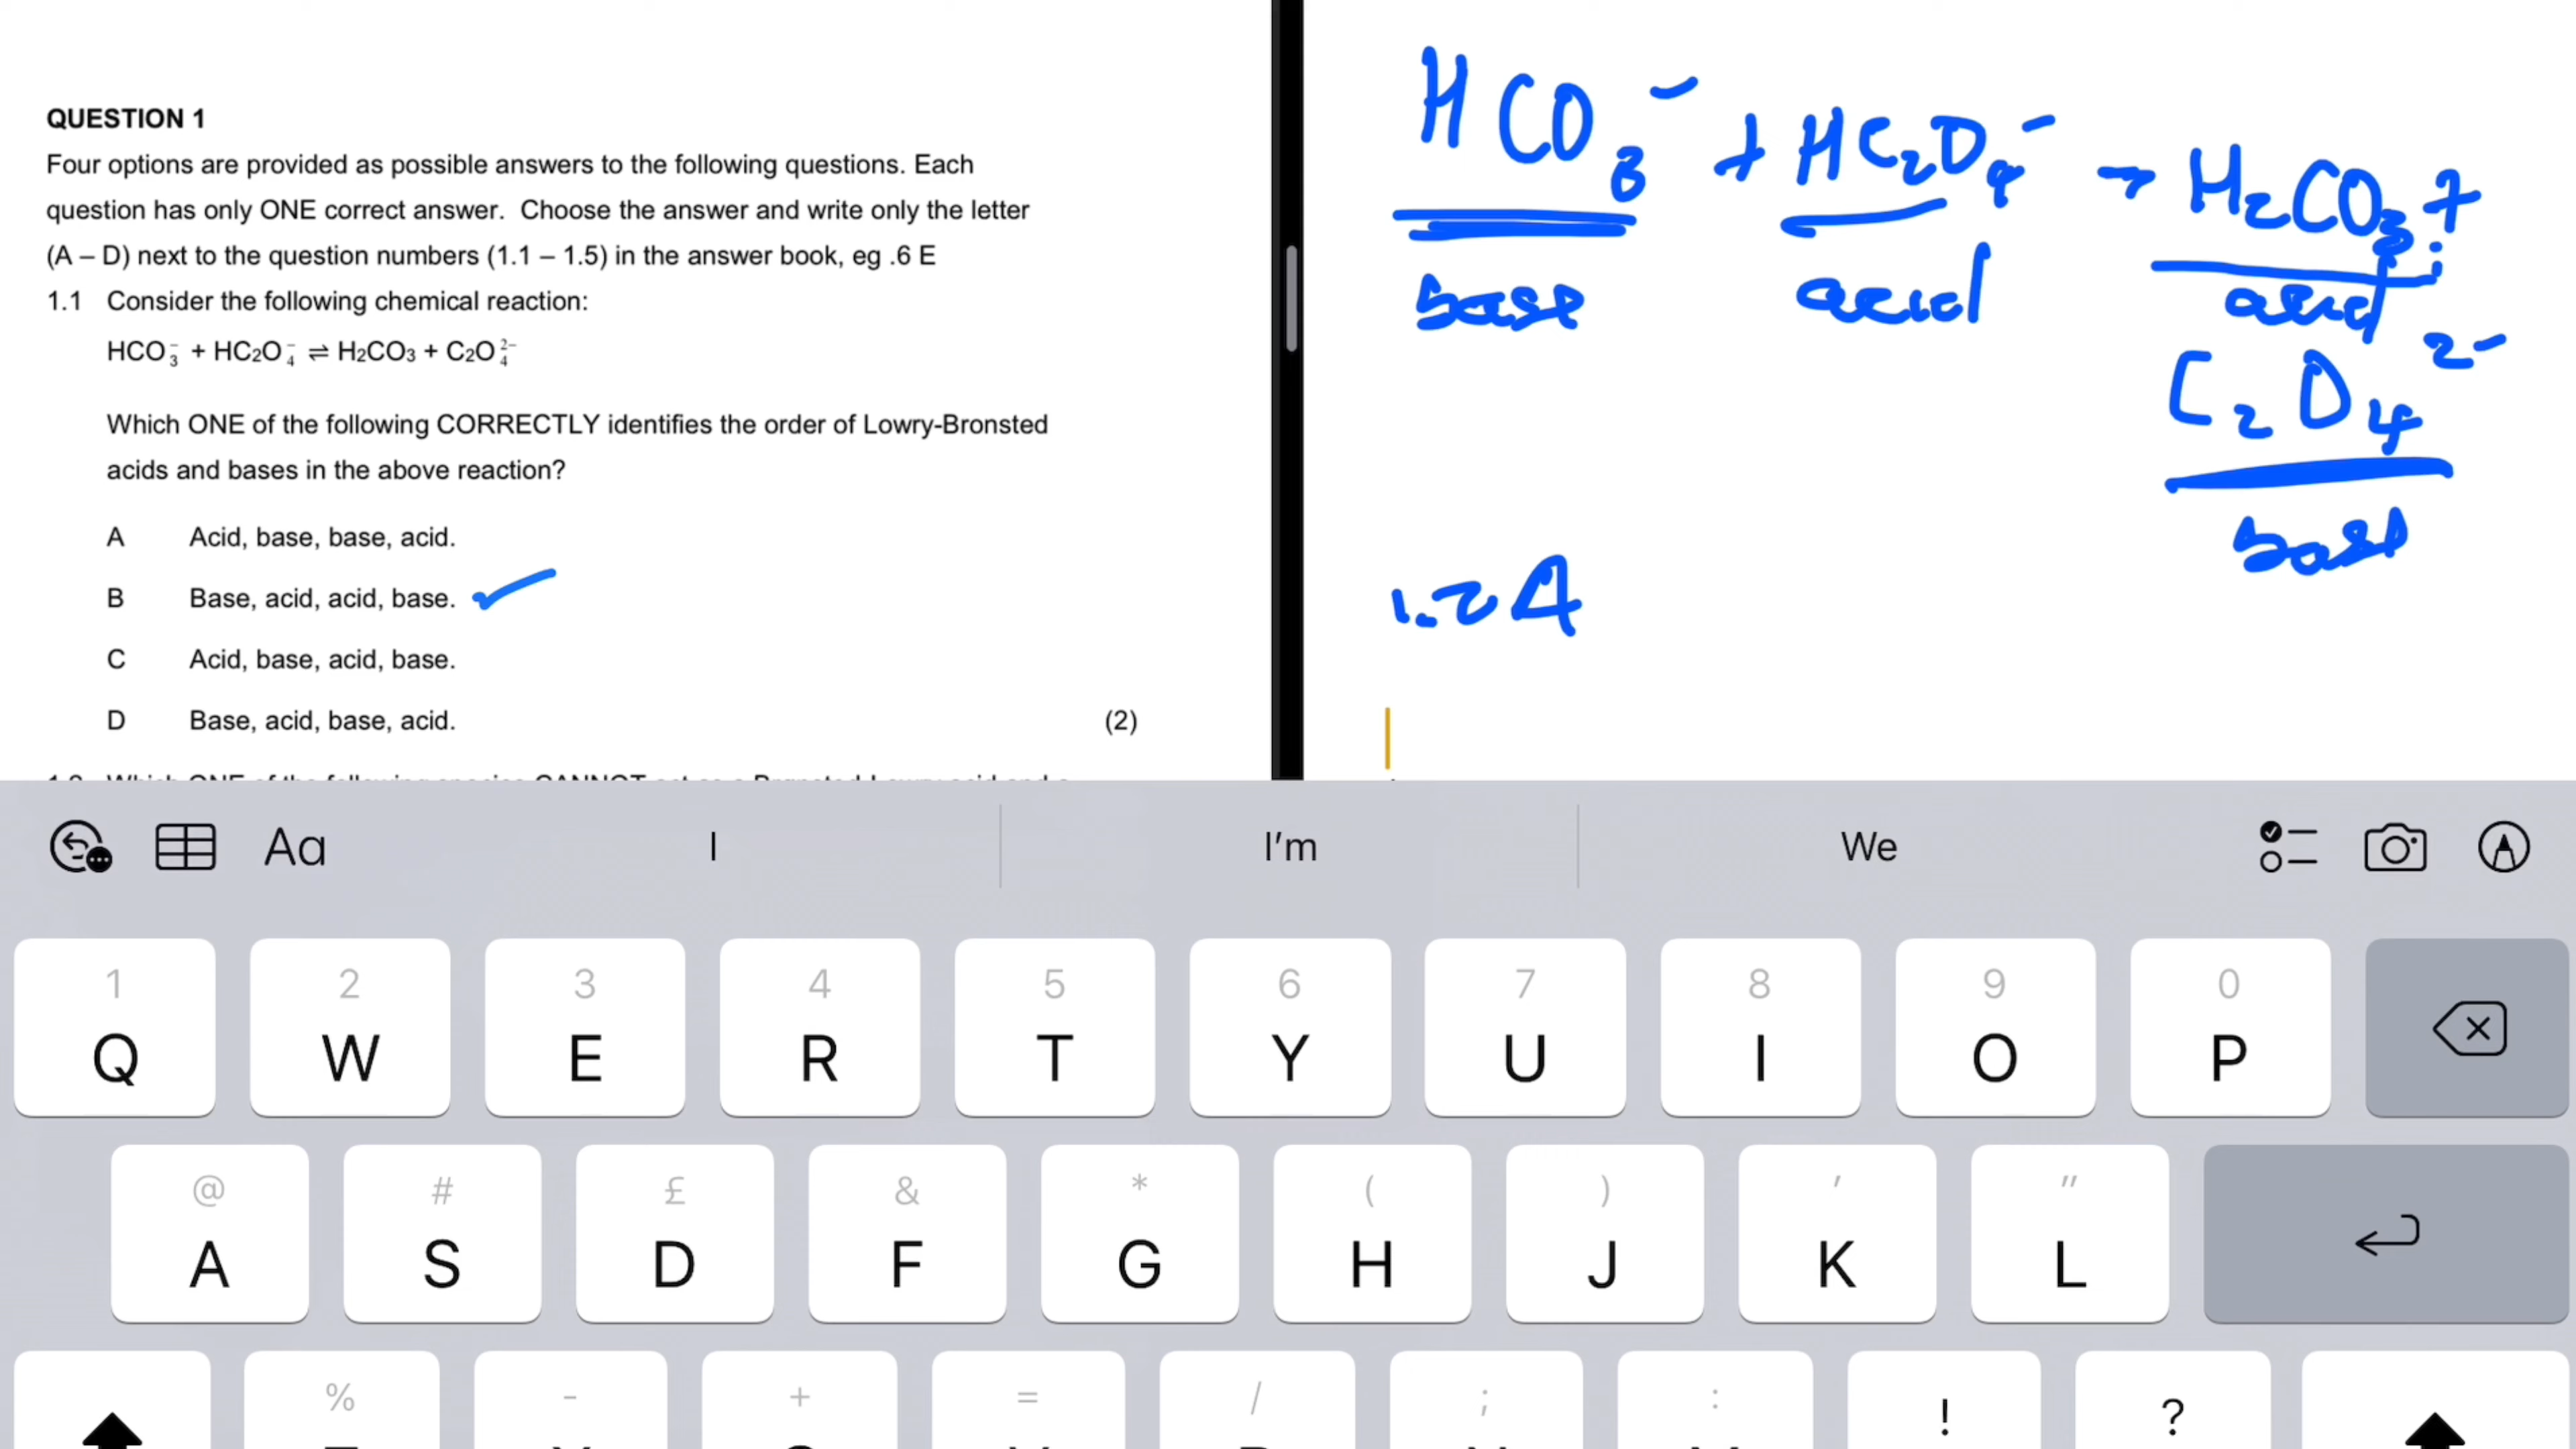 QUESTION 1
Four options are provided as possible answers to the following questions. Each
question has only ONE correct answer. Choose the answer and write only the letter
(A – D) next to the question numbers (1.1 – 1.5) in the answer book, eg .6 E
1.1 Consider the following chemical reaction:
HCO₃⁻ + HC₂O₄⁻ ⇌ H₂CO₃ + C₂O₄²⁻
Which ONE of the following CORRECTLY identifies the order of Lowry-Bronsted
acids and bases in the above reaction?
A Acid, base, base, acid.
B Base, acid, acid, base.
C Acid, base, acid, base.
D Base, acid, base, acid.
(2)
HCO₃⁻ + HC₂O₄⁻ → H₂CO₃ +
base acid acid
C₂O₄²⁻
base
1.2 A
Aa I I'm We
1 2 3 4 5 6 7 8 9 0
Q W E R T Y U I O P
@ # £ & * ( ) ' "
A S D F G H J K L
% - + = / ; : ! ?